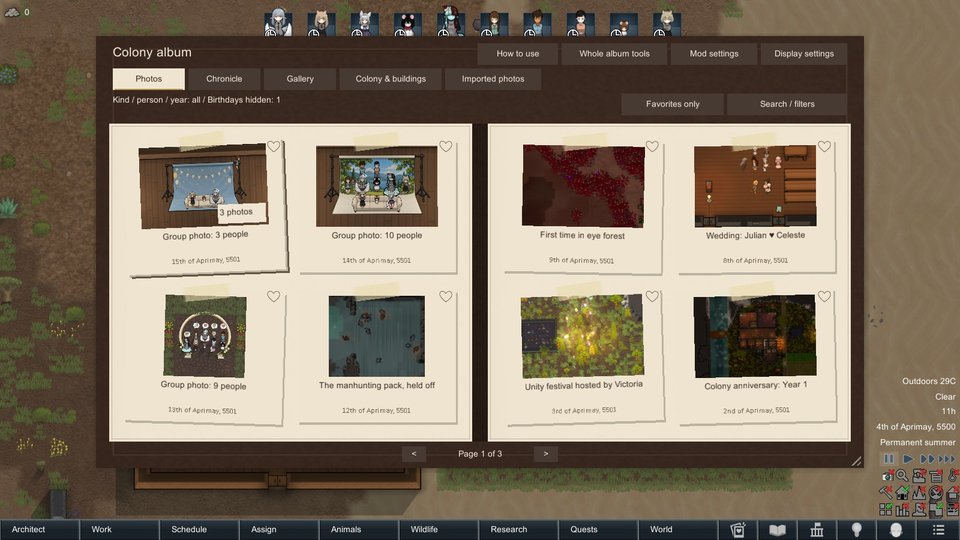 0
Colony album
How to use
Whole album tools
Mod settings
Display settings
Photos
Chronicle
Gallery
Colony & buildings
Imported photos
Kind / person / year: all / Birthdays hidden: 1
Favorites only
Search / filters
3 photos
Group photo: 3 people
15th of Aprimay, 5501
Group photo: 10 people
14th of Aprimay, 5501
First time in eye forest
9th of Aprimay, 5501
Wedding: Julian ♥ Celeste
8th of Aprimay, 5501
Group photo: 9 people
13th of Aprimay, 5501
The manhunting pack, held off
12th of Aprimay, 5501
Unity festival hosted by Victoria
3rd of Aprimay, 5501
Colony anniversary: Year 1
2nd of Aprimay, 5501
<
Page 1 of 3
>
Outdoors 29C
Clear
11h
4th of Aprimay, 5500
Permanent summer
Architect
Work
Schedule
Assign
Animals
Wildlife
Research
Quests
World